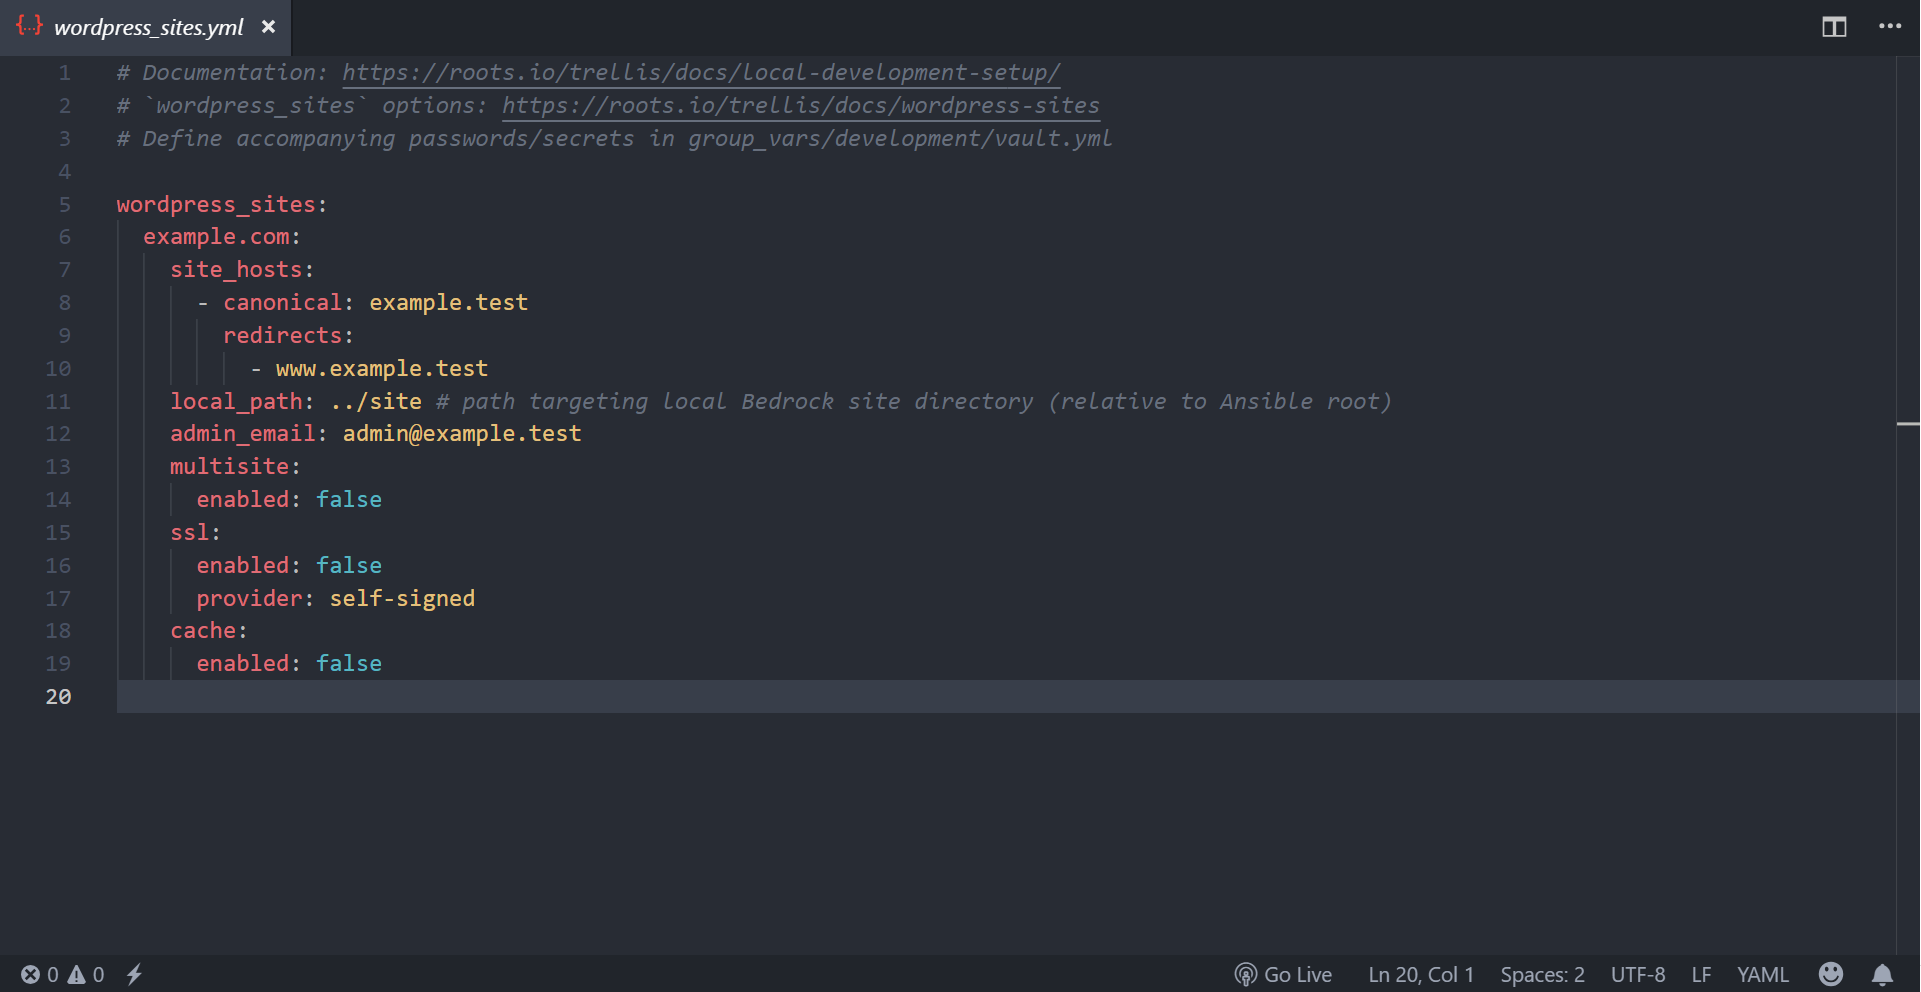 {...} wordpress_sites.yml ×
1 # Documentation: https://roots.io/trellis/docs/local-development-setup/
2 # `wordpress_sites` options: https://roots.io/trellis/docs/wordpress-sites
3 # Define accompanying passwords/secrets in group_vars/development/vault.yml
4
5 wordpress_sites:
6   example.com:
7     site_hosts:
8       - canonical: example.test
9         redirects:
10           - www.example.test
11     local_path: ../site # path targeting local Bedrock site directory (relative to Ansible root)
12     admin_email: admin@example.test
13     multisite:
14       enabled: false
15     ssl:
16       enabled: false
17       provider: self-signed
18     cache:
19       enabled: false
20
0 0 Go Live Ln 20, Col 1 Spaces: 2 UTF-8 LF YAML